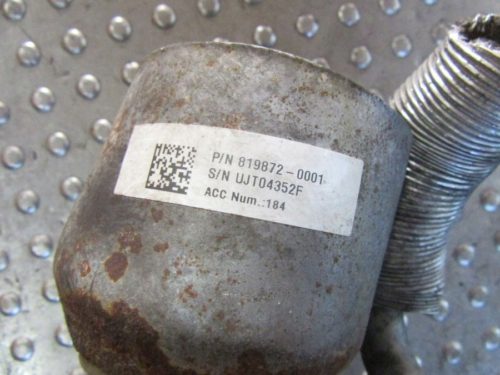 P/N 819872-0001
S/N UJT04352F
ACC Num.:184